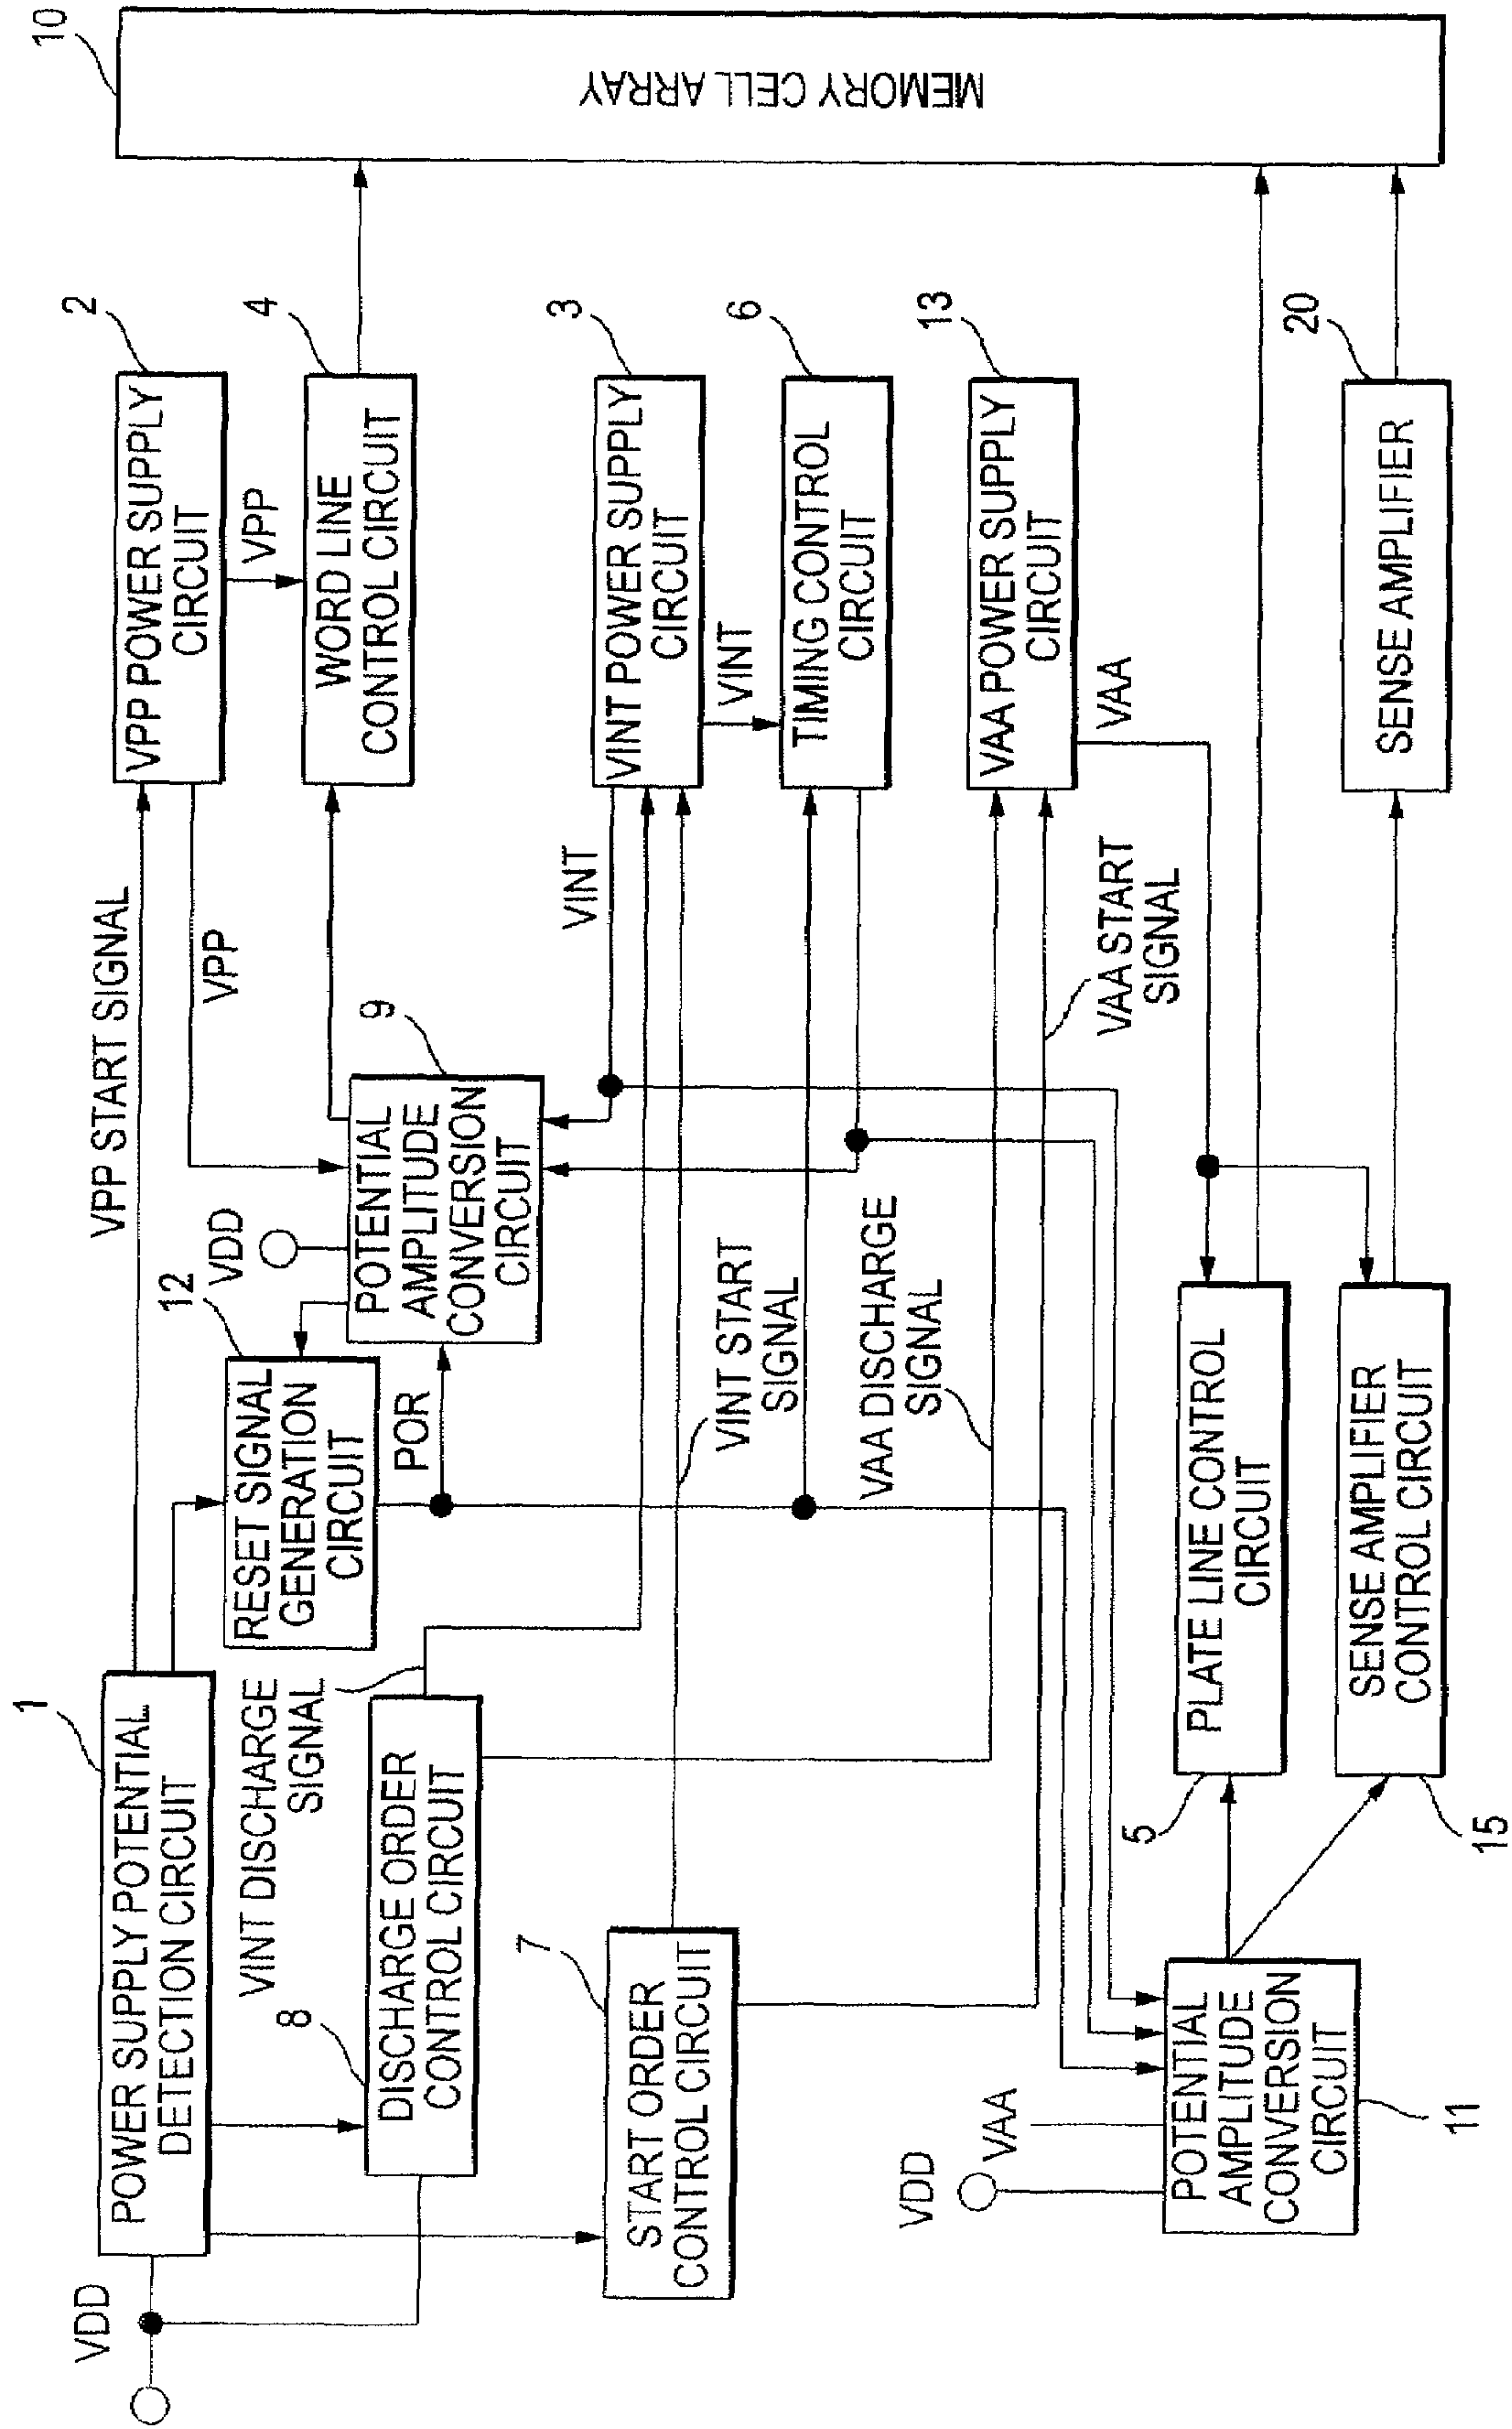 VDD
1
POWER SUPPLY POTENTIAL
DETECTION CIRCUIT
VPP START SIGNAL
2
VPP POWER SUPPLY
CIRCUIT
VPP
VPP
10
MEMORY CELL ARRAY
12
RESET SIGNAL
GENERATION
CIRCUIT
VDD
POR
9
POTENTIAL
AMPLITUDE
CONVERSION
CIRCUIT
4
WORD LINE
CONTROL CIRCUIT
VINT DISCHARGE
SIGNAL
8
DISCHARGE ORDER
CONTROL CIRCUIT
VINT
3
VINT POWER SUPPLY
CIRCUIT
VINT
7
START ORDER
CONTROL CIRCUIT
VINT START
SIGNAL
6
TIMING CONTROL
CIRCUIT
VAA DISCHARGE
SIGNAL
13
VAA POWER SUPPLY
CIRCUIT
VAA
VAA START
SIGNAL
VDD
VAA
POTENTIAL
AMPLITUDE
CONVERSION
CIRCUIT
11
5
PLATE LINE CONTROL
CIRCUIT
SENSE AMPLIFIER
CONTROL CIRCUIT
15
20
SENSE AMPLIFIER